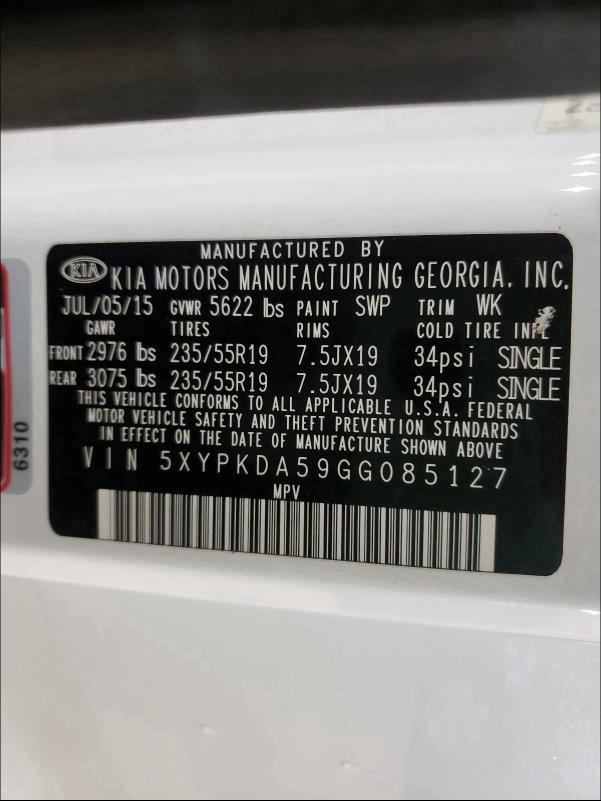 MANUFACTURED BY
KIA KIA MOTORS MANUFACTURING GEORGIA, INC.
JUL/05/15 GVWR 5622 lbs PAINT SWP TRIM WK
GAWR TIRES RIMS COLD TIRE INFL
FRONT 2976 lbs 235/55R19 7.5JX19 34psi SINGLE
REAR 3075 lbs 235/55R19 7.5JX19 34psi SINGLE
THIS VEHICLE CONFORMS TO ALL APPLICABLE U.S.A. FEDERAL
MOTOR VEHICLE SAFETY AND THEFT PREVENTION STANDARDS
IN EFFECT ON THE DATE OF MANUFACTURE SHOWN ABOVE
VIN 5XYPKDA59GG085127
MPV
6310